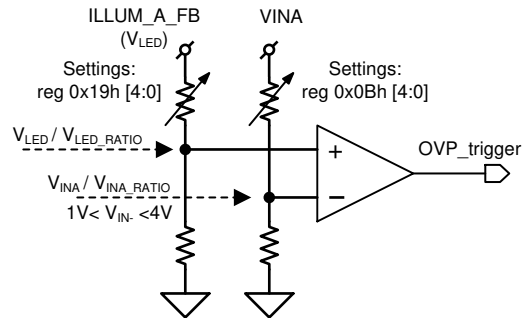 ILLUM_A_FB
(VLED)
VINA
Settings:
reg 0x19h [4:0]
Settings:
reg 0x0Bh [4:0]
VLED / VLED_RATIO
+
OVP_trigger
VINA / VINA_RATIO
1V< VIN- <4V
–